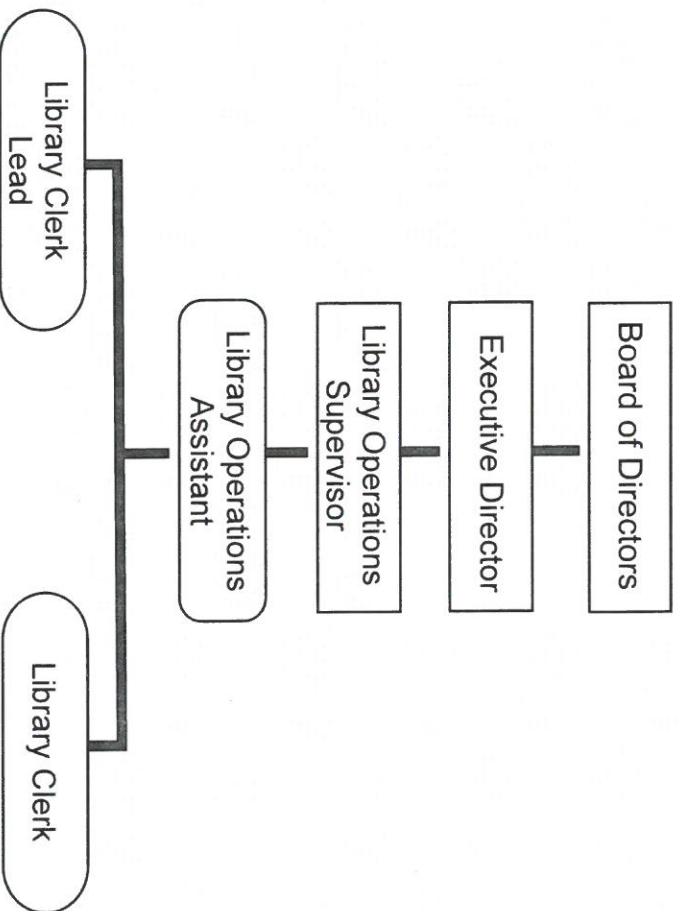 Board of Directors
Executive Director
Library Operations
Supervisor
Library Operations
Assistant
Library Clerk
Lead
Library Clerk